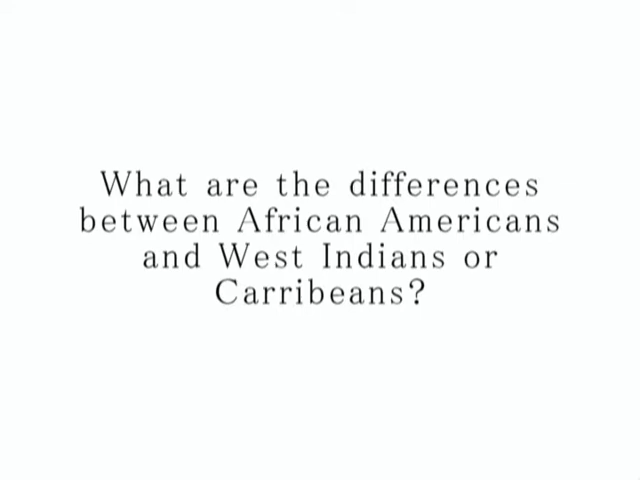 What are the differences
between African Americans
and West Indians or
Carribeans?